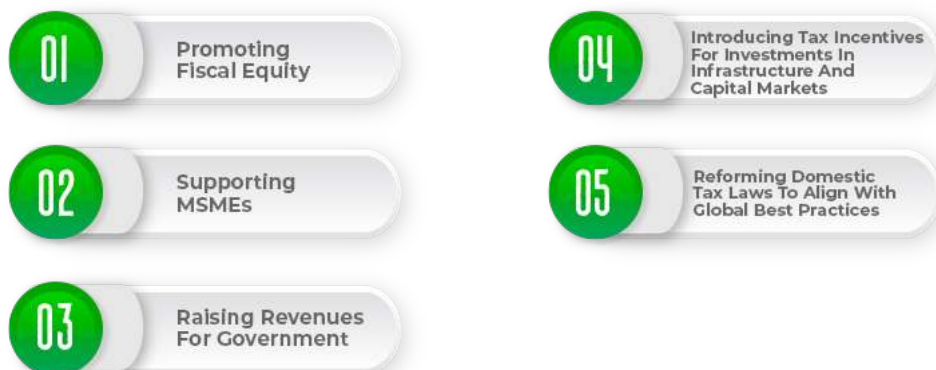 01
Promoting
Fiscal Equity
02
Supporting
MSMEs
03
Raising Revenues
For Government
04
Introducing Tax Incentives
For Investments In
Infrastructure And
Capital Markets
05
Reforming Domestic
Tax Laws To Align With
Global Best Practices